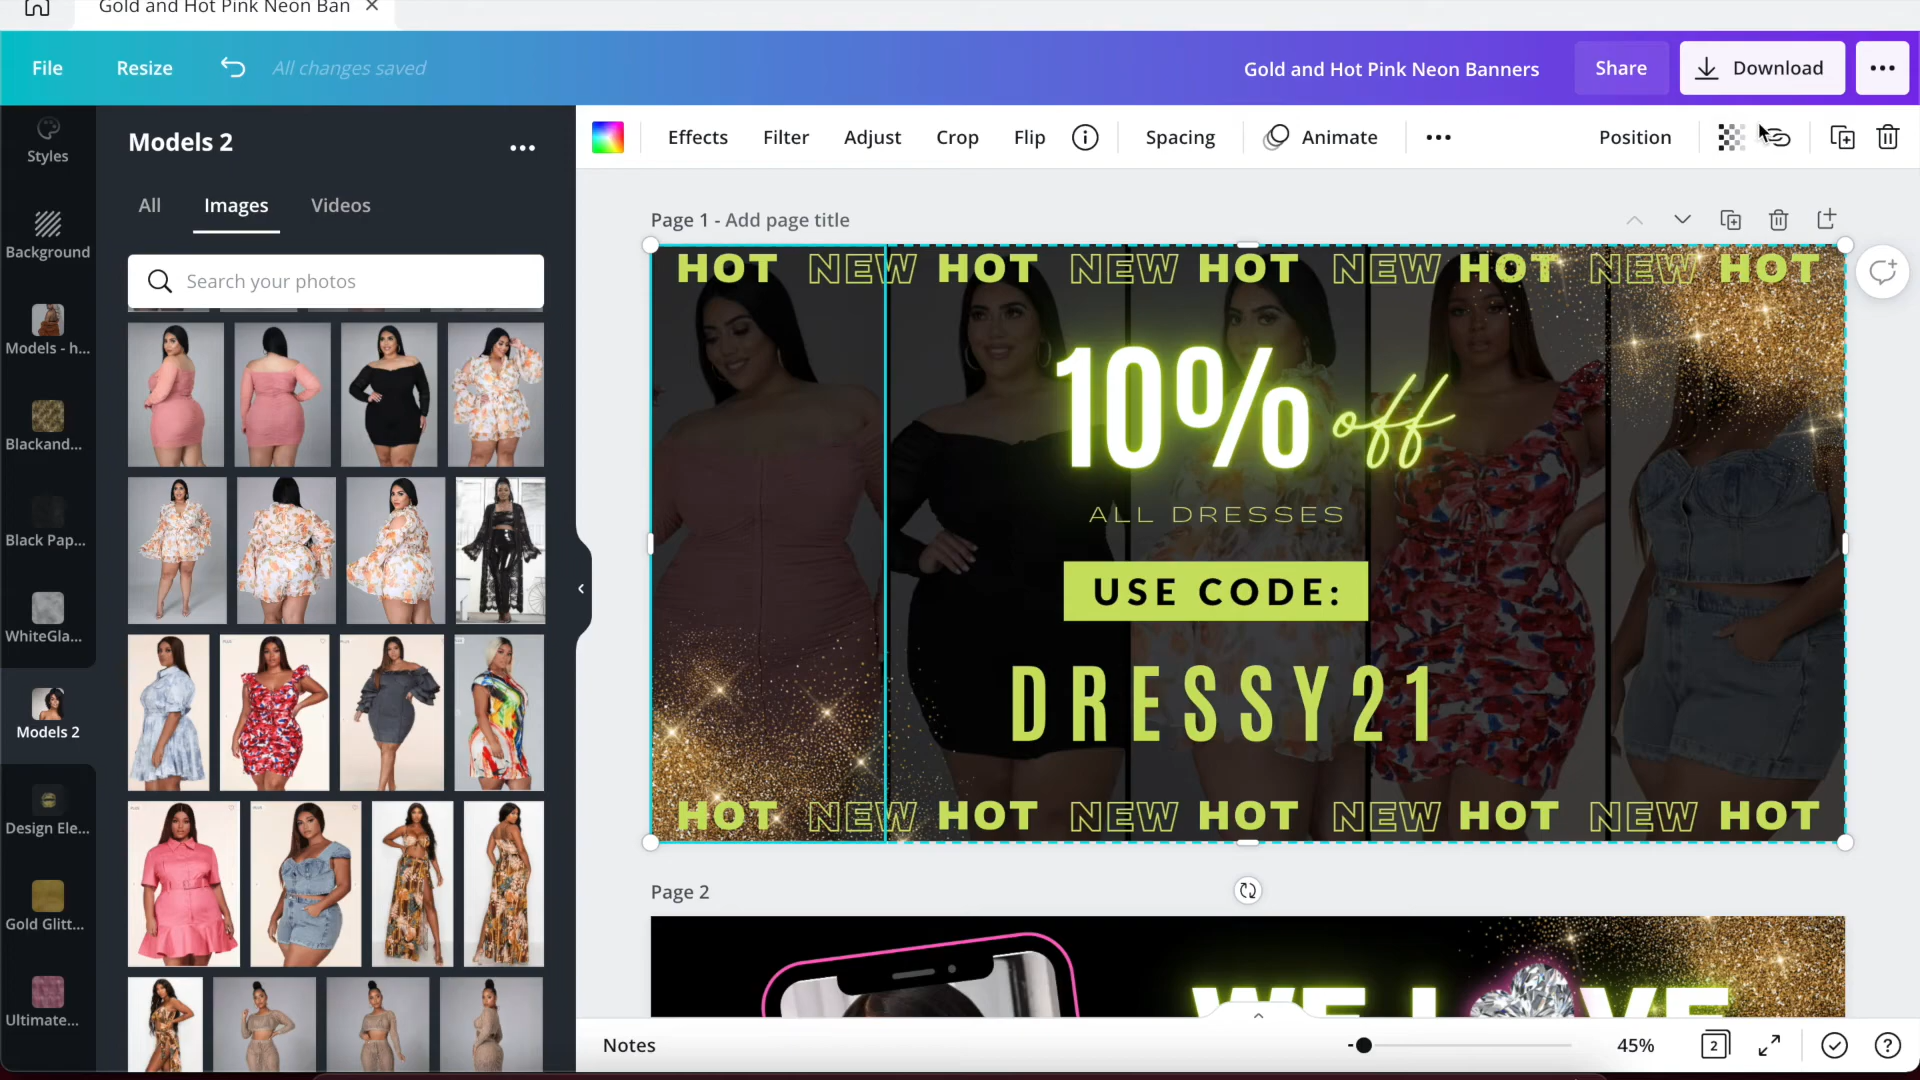 Gold and Hot Pink Neon Ban ×
File Resize All changes saved Gold and Hot Pink Neon Banners Share Download
Styles
Background
Models - h...
Blackand...
Black Pap...
WhiteGla...
Models 2
Design Ele...
Gold Glitt...
Ultimate...
Models 2
All Images Videos
Search your photos
Effects Filter Adjust Crop Flip Spacing Animate Position
Page 1 - Add page title
HOT NEW HOT NEW HOT NEW HOT NEW HOT
10% off
ALL DRESSES
USE CODE:
DRESSY21
HOT NEW HOT NEW HOT NEW HOT NEW HOT
Page 2
Notes 45% 2 ?